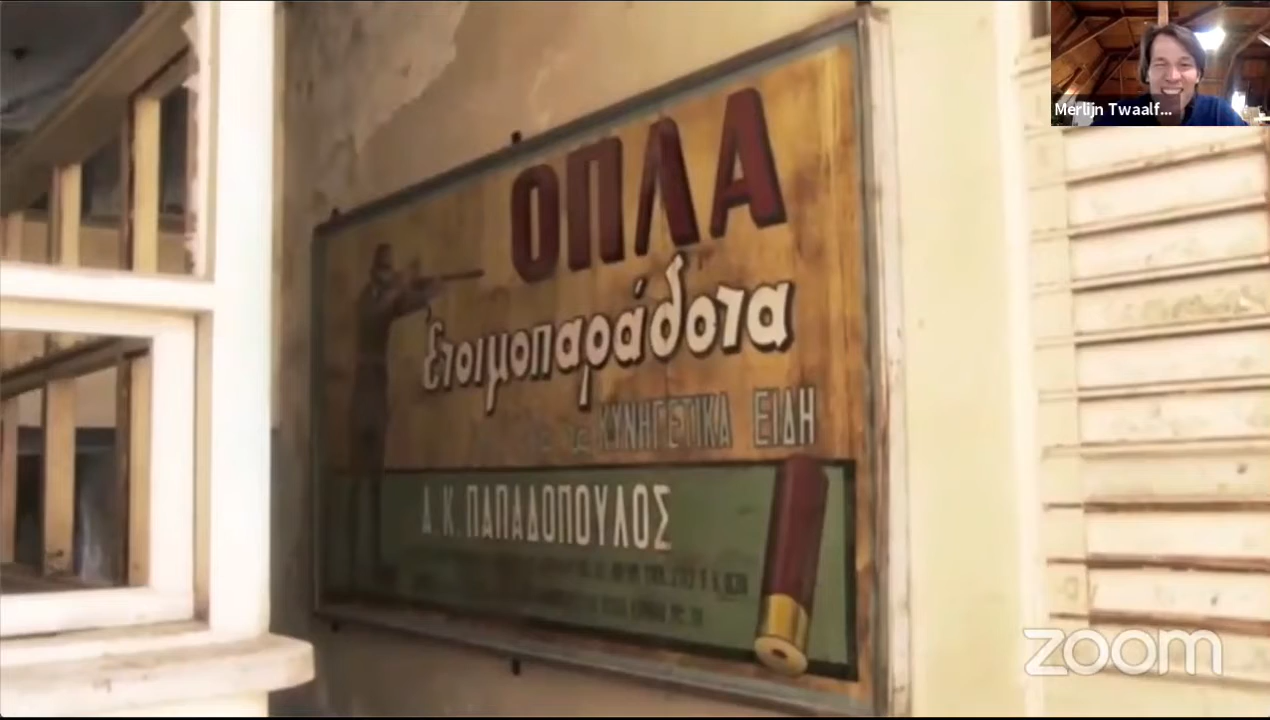 Merlijn Twaalf...
ΟΠΛΑ
Ετοιμοπαράδοτα
ΚΥΝΗΓΕΤΙΚΑ ΕΙΔΗ
Α. Κ. ΠΑΠΑΔΟΠΟΥΛΟΣ
zoom